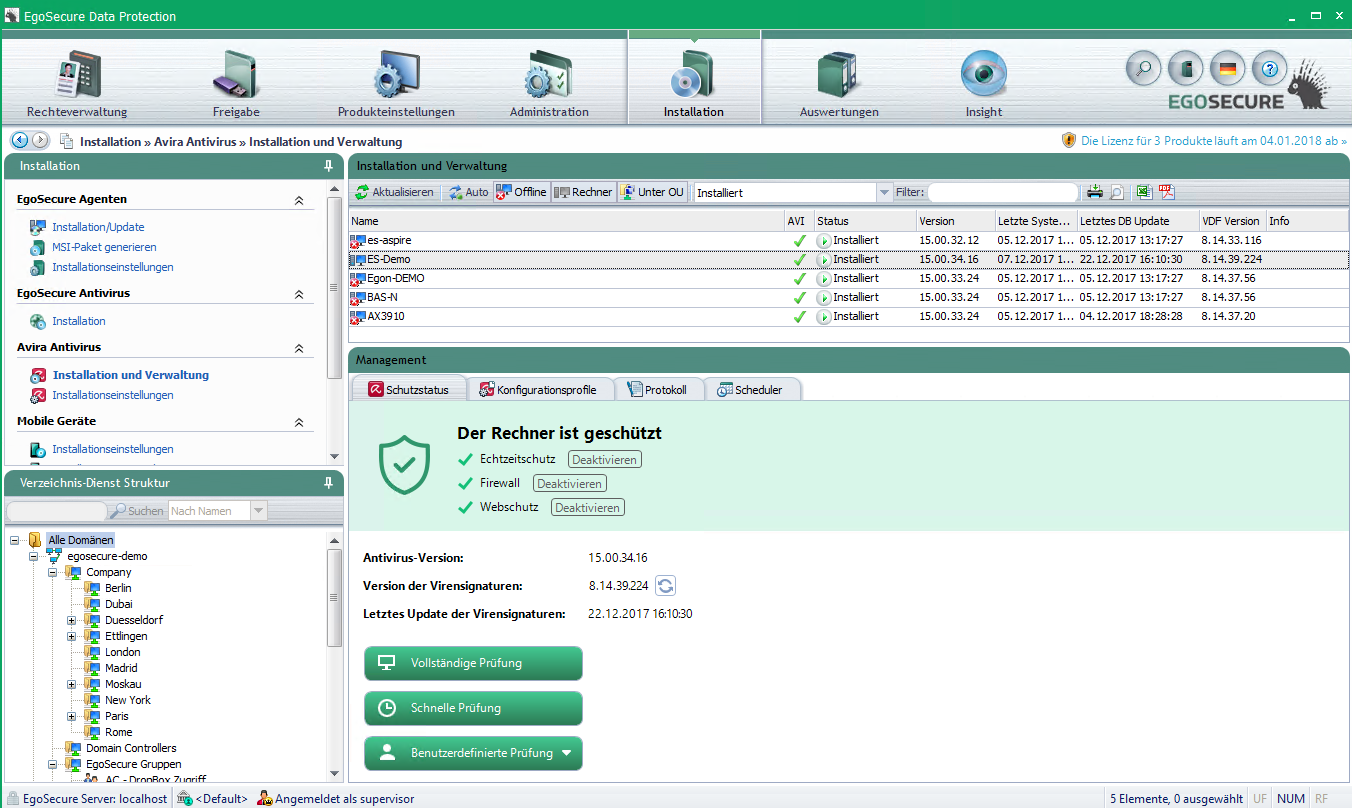 EgoSecure Data Protection
Rechteverwaltung
Freigabe
Produkteinstellungen
Administration
Installation
Auswertungen
Insight
EGOSECURE
Installation » Avira Antivirus » Installation und Verwaltung
Die Lizenz für 3 Produkte läuft am 04.01.2018 ab »
Installation
EgoSecure Agenten
Installation/Update
MSI-Paket generieren
Installationseinstellungen
EgoSecure Antivirus
Installation
Avira Antivirus
Installation und Verwaltung
Installationseinstellungen
Mobile Geräte
Installationseinstellungen
Verzeichnis-Dienst Struktur
Suchen
Nach Namen
Alle Domänen
egosecure-demo
Company
Berlin
Dubai
Duesseldorf
Ettlingen
London
Madrid
Moskau
New York
Paris
Rome
Domain Controllers
EgoSecure Gruppen
AC - DropBox Zugriff
Installation und Verwaltung
Aktualisieren Auto Offline Rechner Unter OU Installiert Filter:
Name AVI Status Version Letzte Syste... Letztes DB Update VDF Version Info
es-aspire Installiert 15.00.32.12 05.12.2017 1... 05.12.2017 13:17:27 8.14.33.116
ES-Demo Installiert 15.00.34.16 07.12.2017 1... 22.12.2017 16:10:30 8.14.39.224
Egon-DEMO Installiert 15.00.33.24 05.12.2017 1... 05.12.2017 13:17:27 8.14.37.56
BAS-N Installiert 15.00.33.24 05.12.2017 1... 05.12.2017 13:17:27 8.14.37.56
AX3910 Installiert 15.00.33.24 05.12.2017 1... 04.12.2017 18:28:28 8.14.37.20
Management
Schutzstatus Konfigurationsprofile Protokoll Scheduler
Der Rechner ist geschützt
Echtzeitschutz Deaktivieren
Firewall Deaktivieren
Webschutz Deaktivieren
Antivirus-Version: 15.00.34.16
Version der Virensignaturen: 8.14.39.224
Letztes Update der Virensignaturen: 22.12.2017 16:10:30
Vollständige Prüfung
Schnelle Prüfung
Benutzerdefinierte Prüfung
EgoSecure Server: localhost <Default> Angemeldet als supervisor 5 Elemente, 0 ausgewählt UF NUM RF